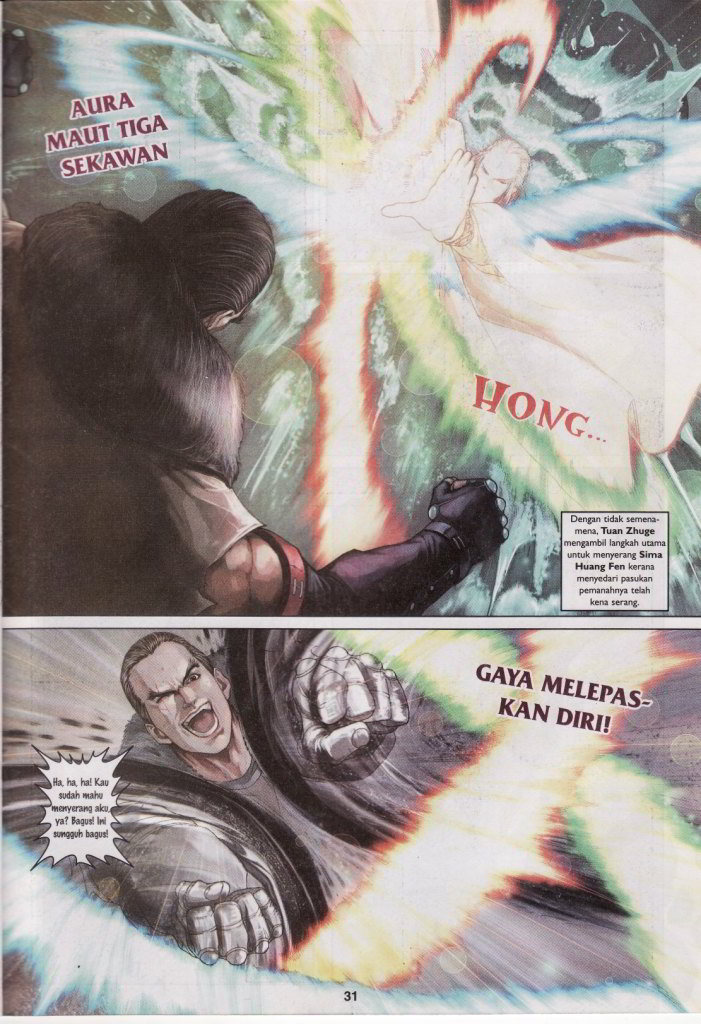 AURA
MAUT TIGA
SEKAWAN
HONG...
Dengan tidak semena-
mena, Tuan Zhuge
mengambil langkah utama
untuk menyerang Sima
Huang Fen kerana
menyedari pasukan
pemanahnya telah
kena serang.
GAYA MELEPAS-
KAN DIRI!
Ha, ha, ha! Kau
sudah mahu
menyerang aku,
ya? Bagus! Ini
sungguh bagus!
31